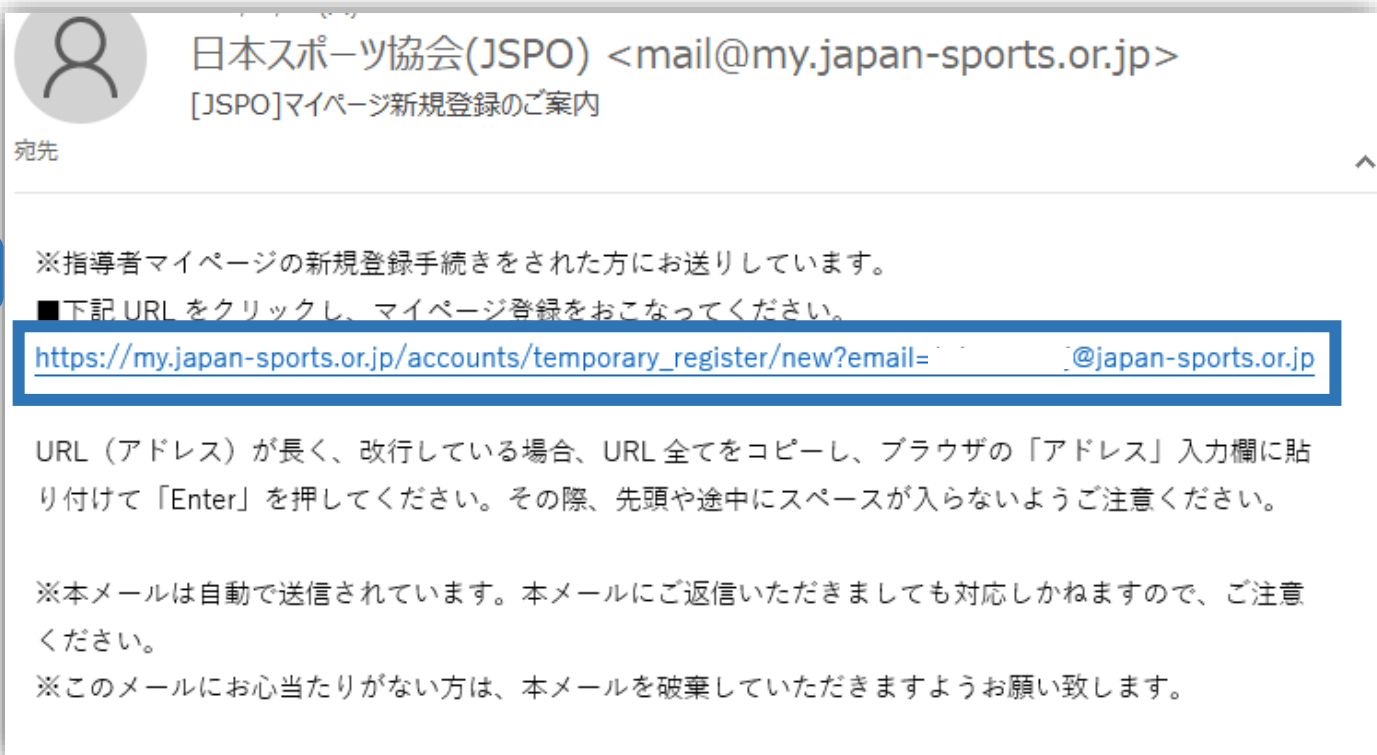 日本スポーツ協会(JSPO) <mail@my.japan-sports.or.jp>
[JSPO]マイページ新規登録のご案内
宛先
※指導者マイページの新規登録手続きをされた方にお送りしています。
■下記 URL をクリックし、マイページ登録をおこなってください。
https://my.japan-sports.or.jp/accounts/temporary_register/new?email= @japan-sports.or.jp
URL（アドレス）が長く、改行している場合、URL 全てをコピーし、ブラウザの「アドレス」入力欄に貼
り付けて「Enter」を押してください。その際、先頭や途中にスペースが入らないようご注意ください。
※本メールは自動で送信されています。本メールにご返信いただきましても対応しかねますので、ご注意
ください。
※このメールにお心当たりがない方は、本メールを破棄していただきますようお願い致します。